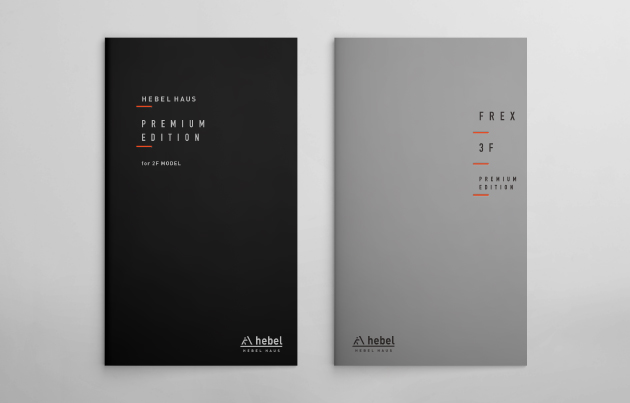 HEBEL HAUS
PREMIUM
EDITION
for 2F MODEL
hebel
HEBEL HAUS
FREX
3F
PREMIUM
EDITION
hebel
HEBEL HAUS